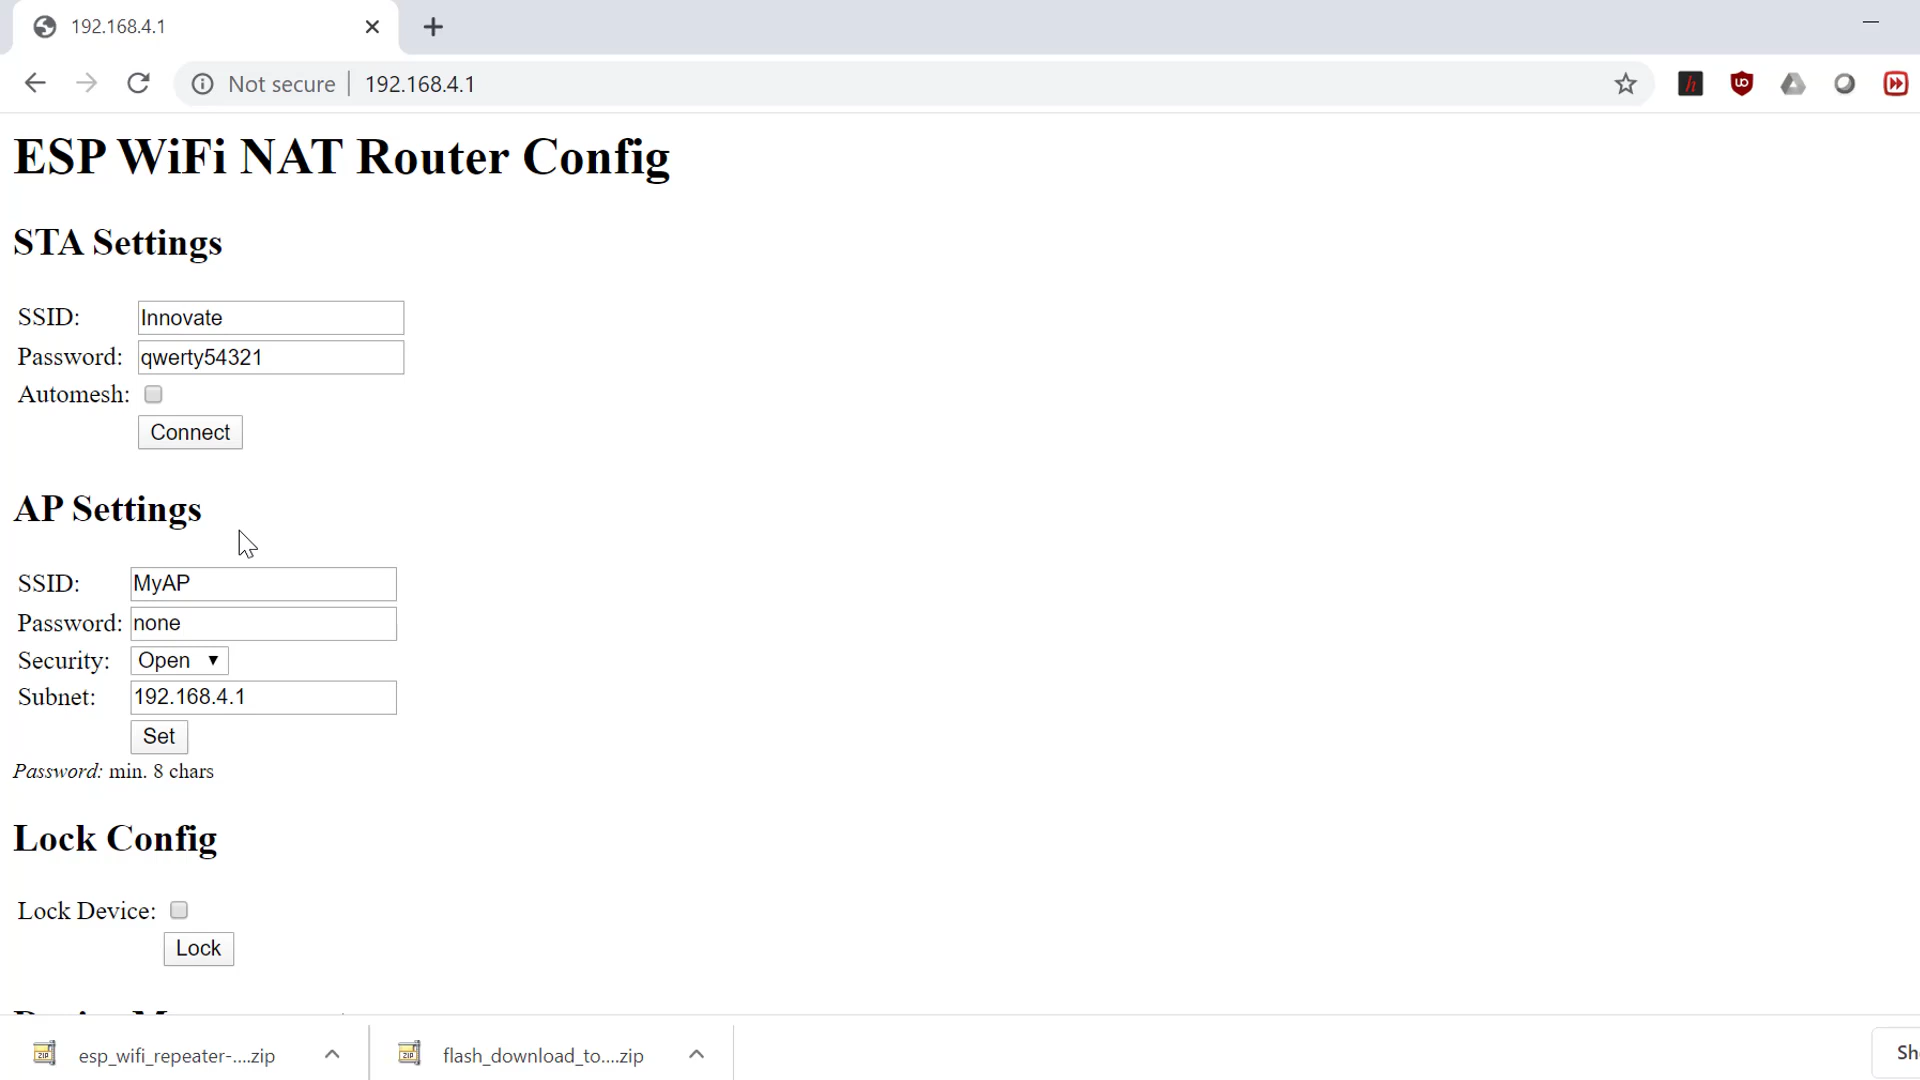 192.168.4.1
Not secure 192.168.4.1
ESP WiFi NAT Router Config
STA Settings
SSID: Innovate
Password: qwerty54321
Automesh:
Connect
AP Settings
SSID: MyAP
Password: none
Security: Open
Subnet: 192.168.4.1
Set
Password: min. 8 chars
Lock Config
Lock Device:
Lock
esp_wifi_repeater-....zip
flash_download_to....zip